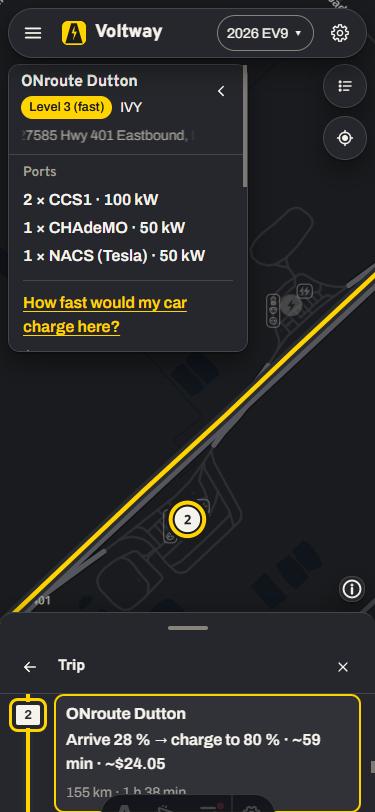 Voltway
2026 EV9
ONroute Dutton
Level 3 (fast) IVY
27585 Hwy 401 Eastbound,
Ports
2 × CCS1 · 100 kW
1 × CHAdeMO · 50 kW
1 × NACS (Tesla) · 50 kW
How fast would my car
charge here?
2
Trip
2
ONroute Dutton
Arrive 28 % → charge to 80 % · ~59
min · ~$24.05
155 km · 1 h 38 min